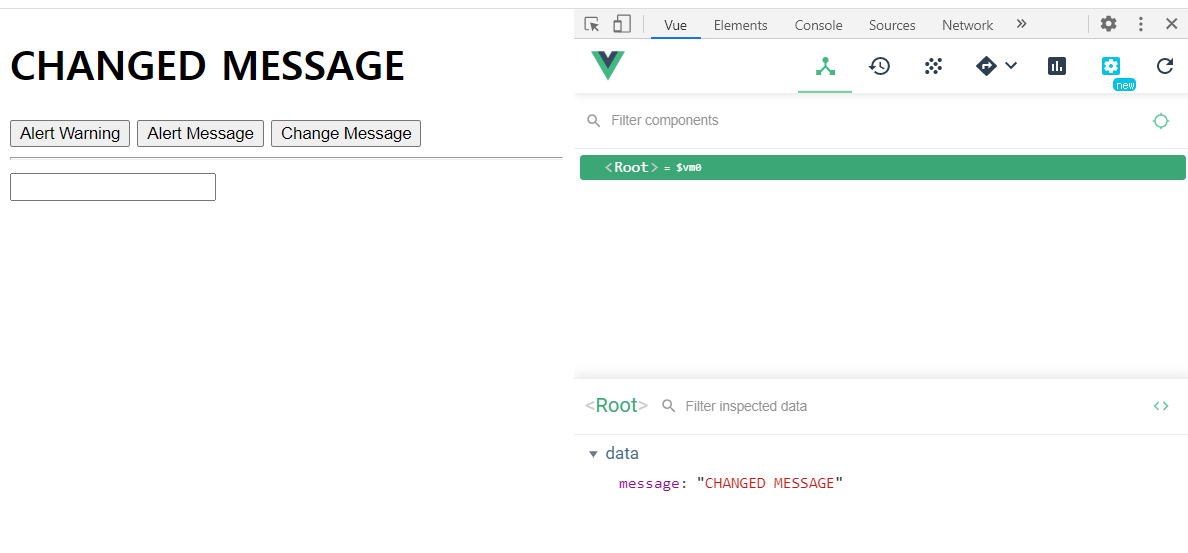 CHANGED MESSAGE
Alert Warning Alert Message Change Message
Vue Elements Console Sources Network »
new
Filter components
<Root> = $vm0
<Root> Filter inspected data
data
message: "CHANGED MESSAGE"